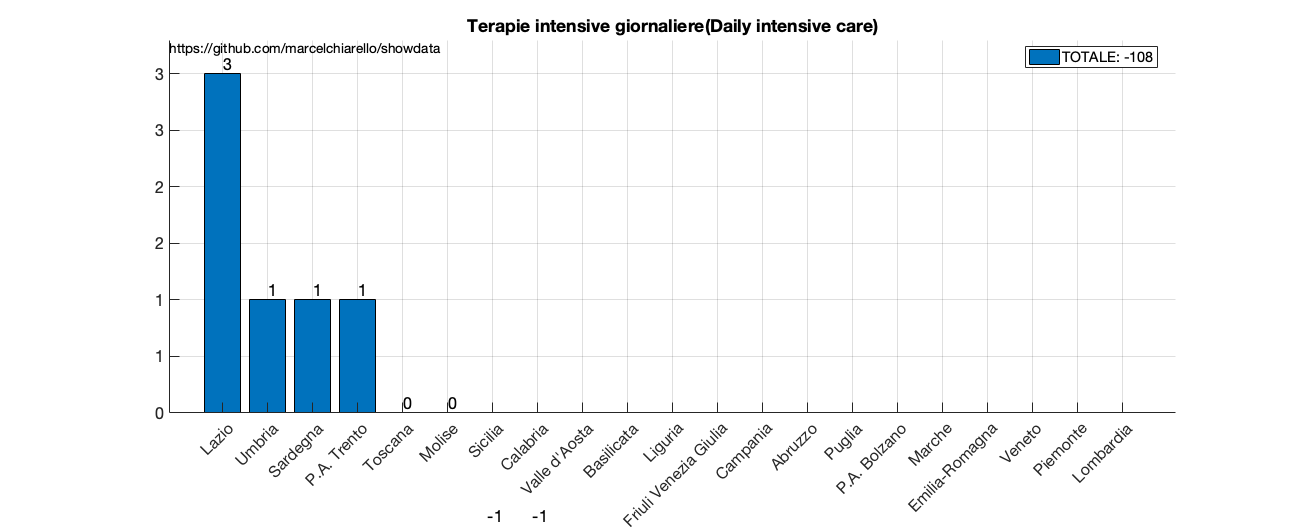 Terapie intensive giornaliere(Daily intensive care)
https://github.com/marcelchiarello/showdata
TOTALE: -108
3
3
3
2
2
1
1
0
3
1
1
1
0
0
Lazio
Umbria
Sardegna
P.A. Trento
Toscana
Molise
Sicilia
Calabria
Valle d'Aosta
Basilicata
Liguria
Friuli Venezia Giulia
Campania
Abruzzo
Puglia
P.A. Bolzano
Marche
Emilia-Romagna
Veneto
Piemonte
Lombardia
-1
-1